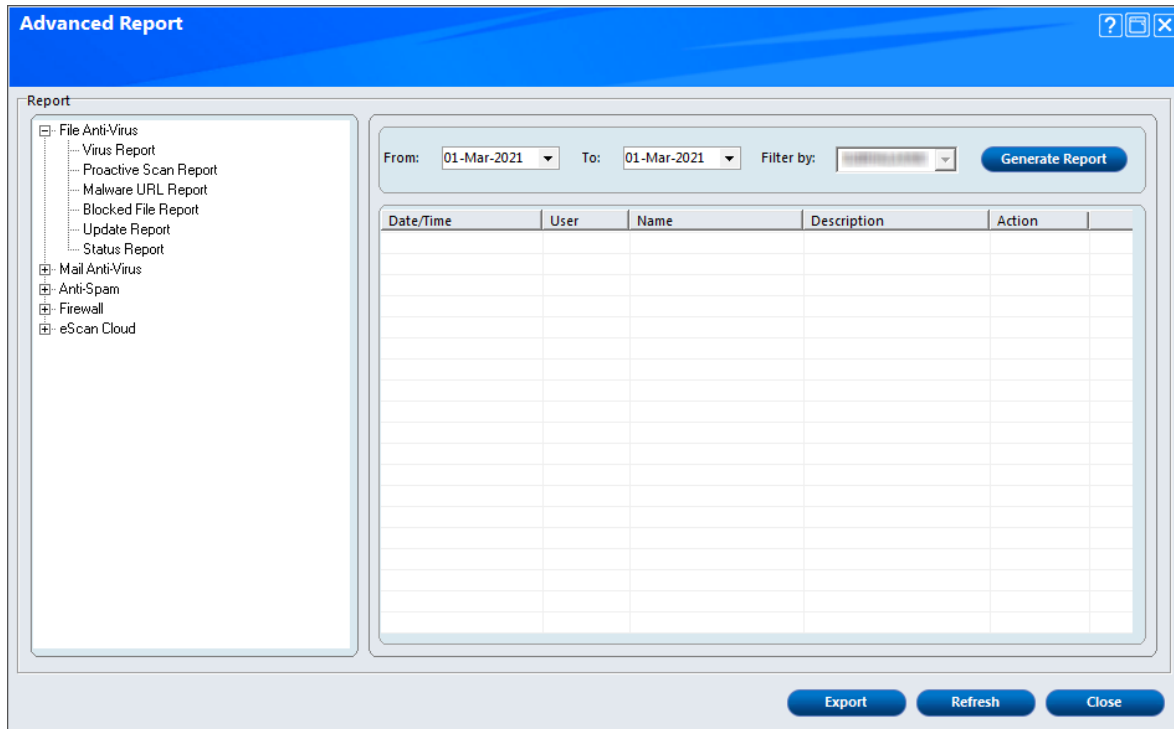 Advanced Report
Report
File Anti-Virus
Virus Report
Proactive Scan Report
Malware URL Report
Blocked File Report
Update Report
Status Report
Mail Anti-Virus
Anti-Spam
Firewall
eScan Cloud
From: 01-Mar-2021 To: 01-Mar-2021 Filter by: Generate Report
Date/Time User Name Description Action
Export Refresh Close